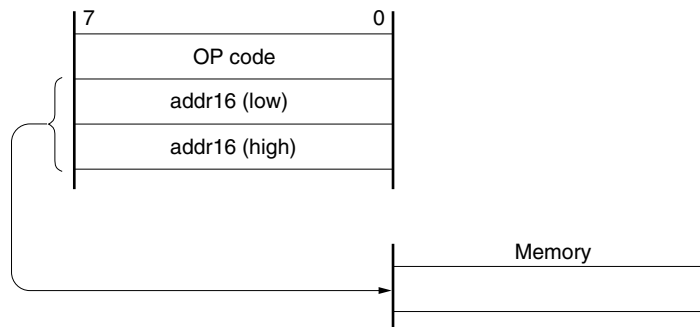 7 0
OP code
addr16 (low)
addr16 (high)
Memory